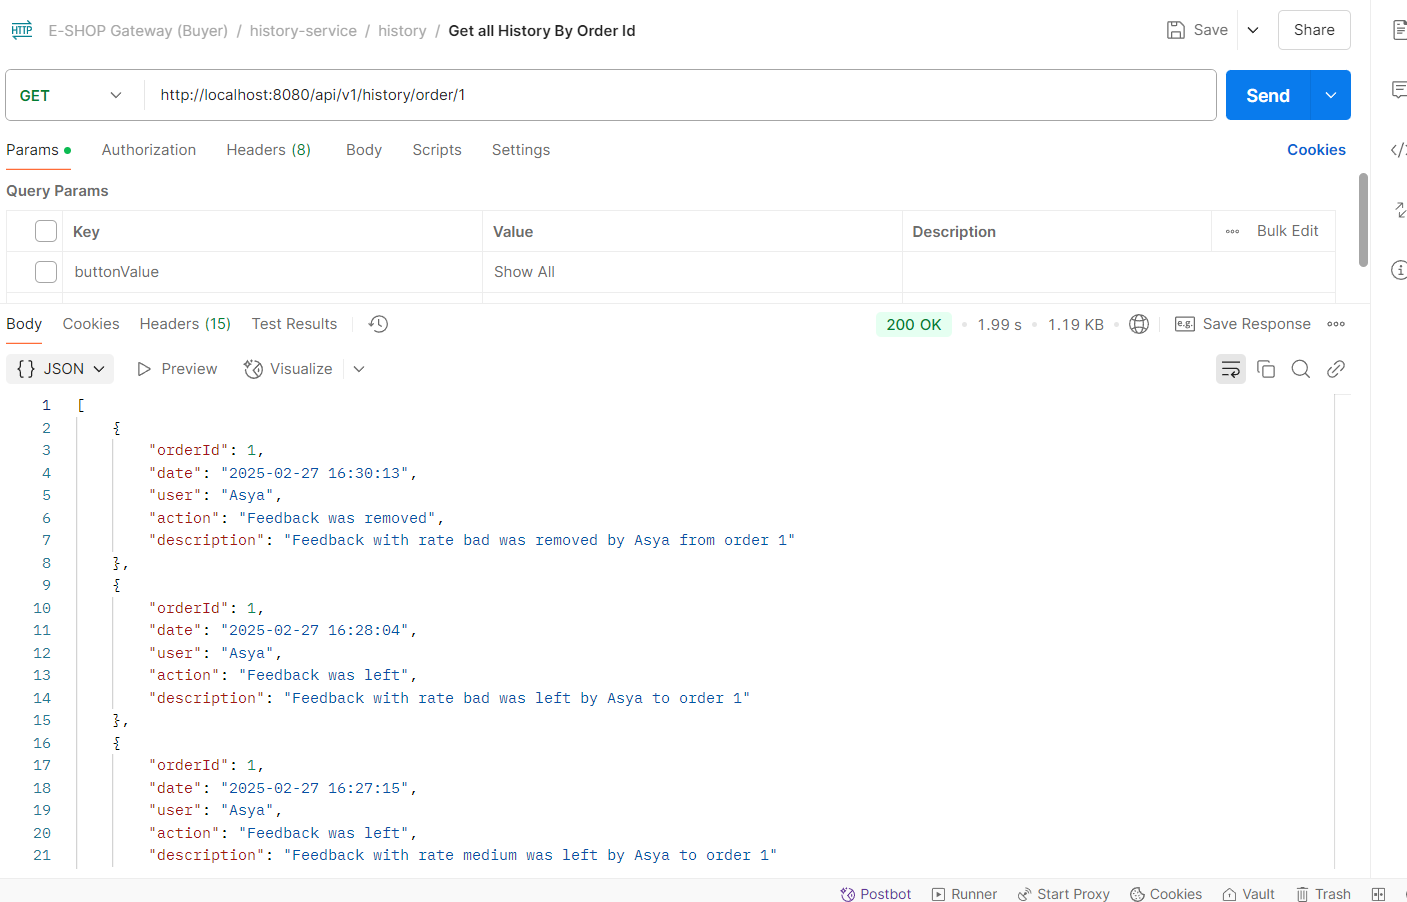 HTTP E-SHOP Gateway (Buyer) / history-service / history / Get all History By Order Id Save Share
GET http://localhost:8080/api/v1/history/order/1 Send
Params Authorization Headers (8) Body Scripts Settings Cookies
Query Params
Key Value Description Bulk Edit
buttonValue Show All
Body Cookies Headers (15) Test Results 200 OK 1.99 s 1.19 KB e.g. Save Response
{} JSON Preview Visualize
1 [
2 {
3 "orderId": 1,
4 "date": "2025-02-27 16:30:13",
5 "user": "Asya",
6 "action": "Feedback was removed",
7 "description": "Feedback with rate bad was removed by Asya from order 1"
8 },
9 {
10 "orderId": 1,
11 "date": "2025-02-27 16:28:04",
12 "user": "Asya",
13 "action": "Feedback was left",
14 "description": "Feedback with rate bad was left by Asya to order 1"
15 },
16 {
17 "orderId": 1,
18 "date": "2025-02-27 16:27:15",
19 "user": "Asya",
20 "action": "Feedback was left",
21 "description": "Feedback with rate medium was left by Asya to order 1"
Postbot Runner Start Proxy Cookies Vault Trash